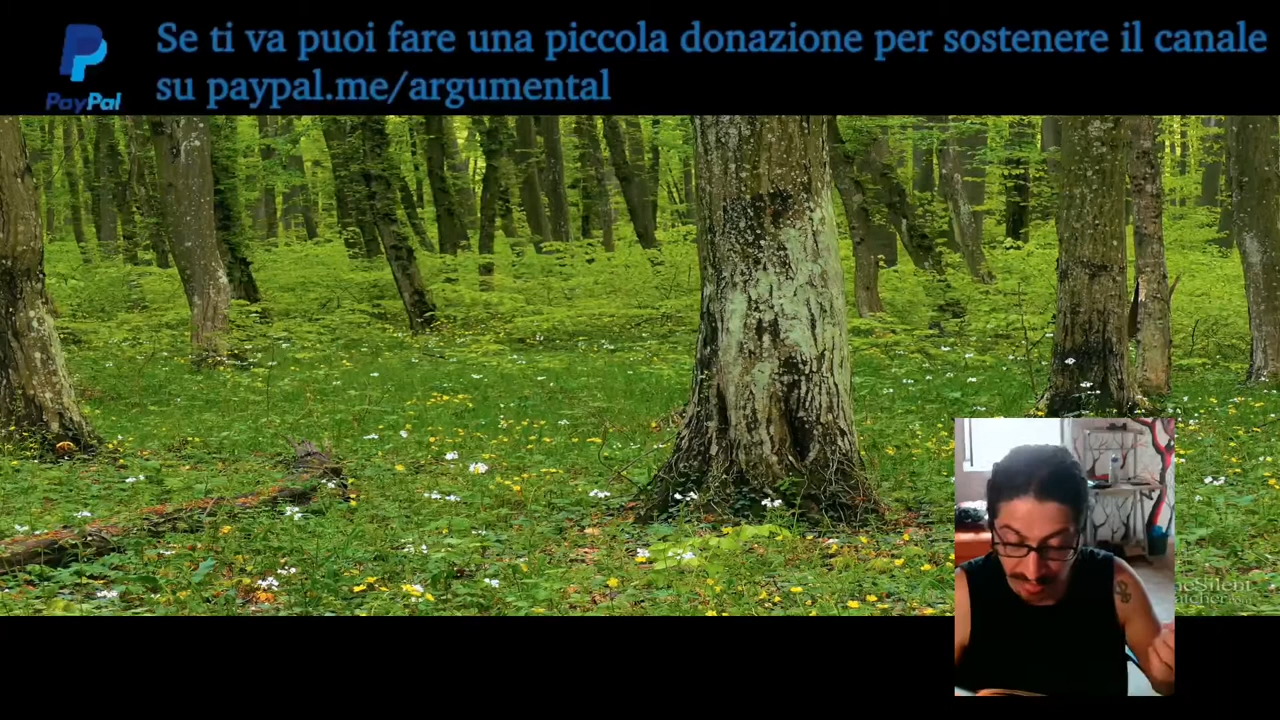 Se ti va puoi fare una piccola donazione per sostenere il canale
su paypal.me/argumental
PayPal